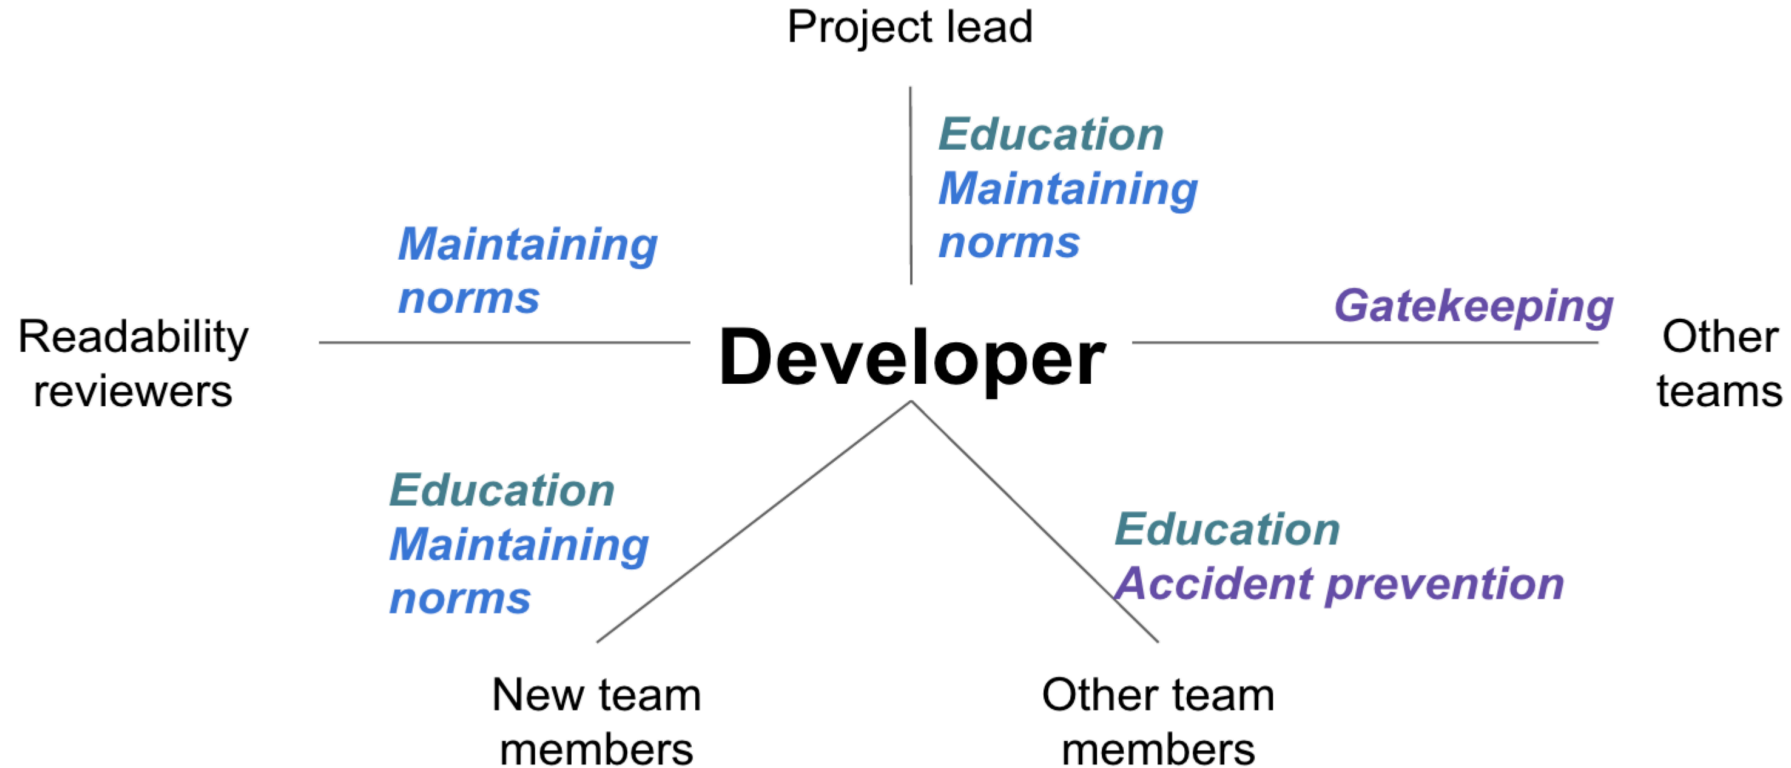 Project lead
Education
Maintaining
norms
Maintaining
norms
Gatekeeping
Readability
reviewers
Developer
Other
teams
Education
Maintaining
norms
Education
Accident prevention
New team
members
Other team
members